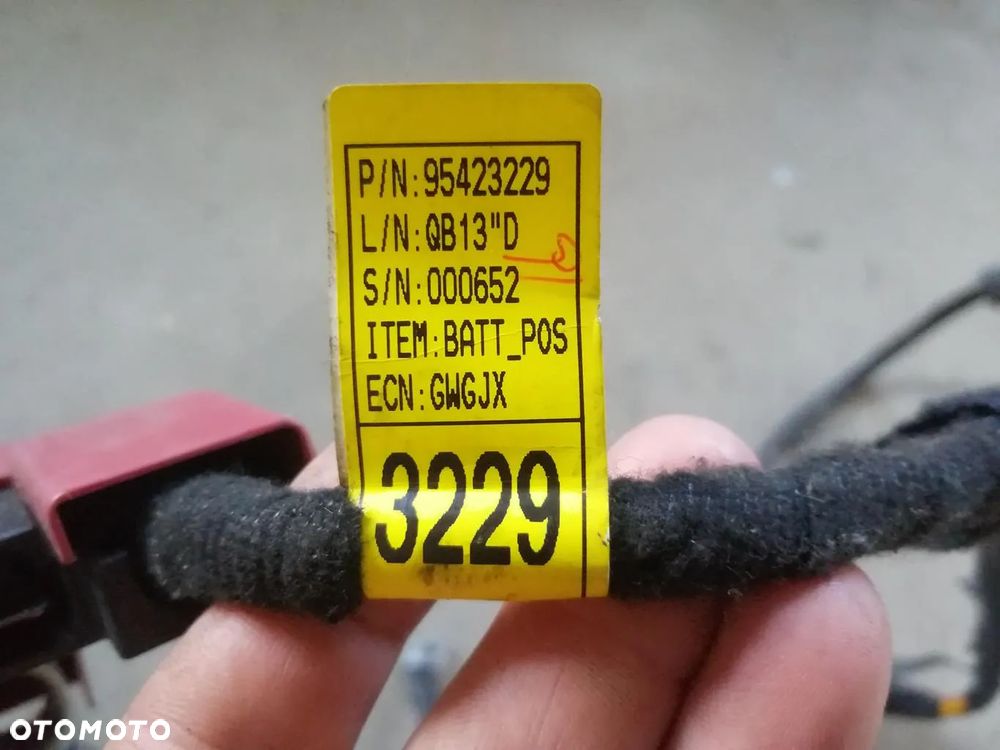 P/N:95423229
L/N:QB13"D
S/N:000652
ITEM:BATT_POS
ECN:GWGJX
3229
OTOMOTO